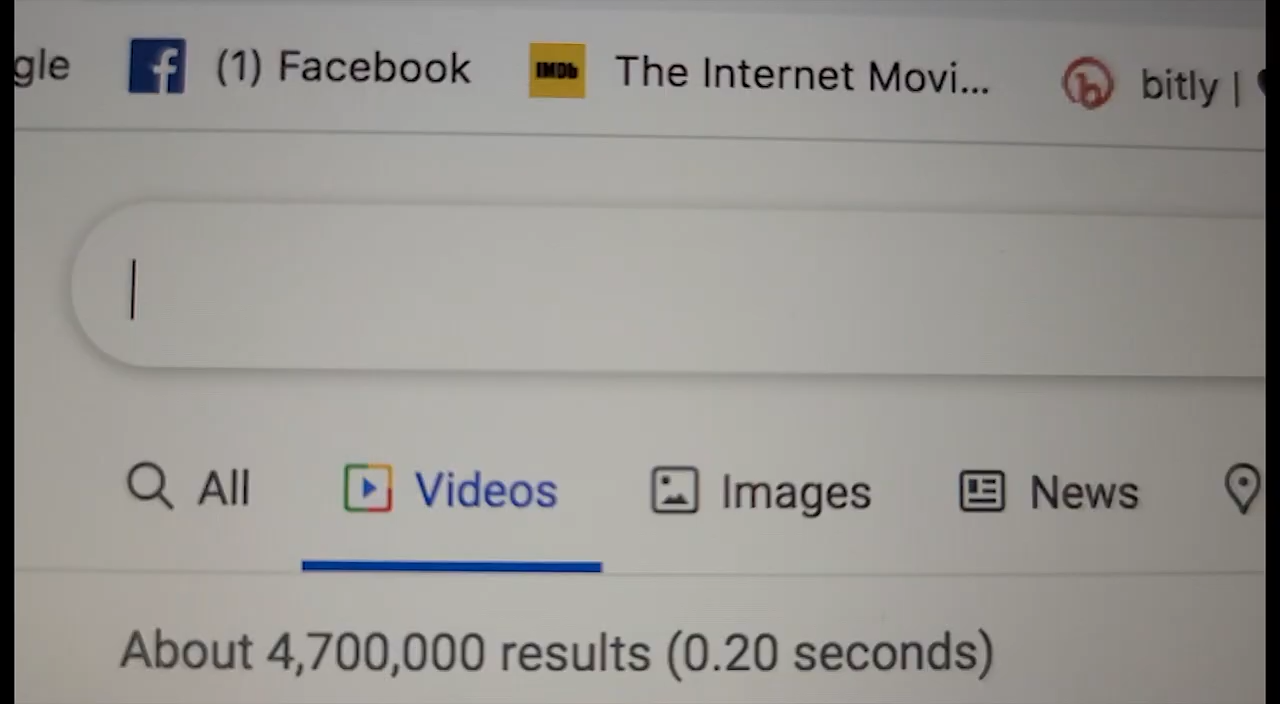 gle (1) Facebook IMDb The Internet Movi... bitly |
All Videos Images News
About 4,700,000 results (0.20 seconds)